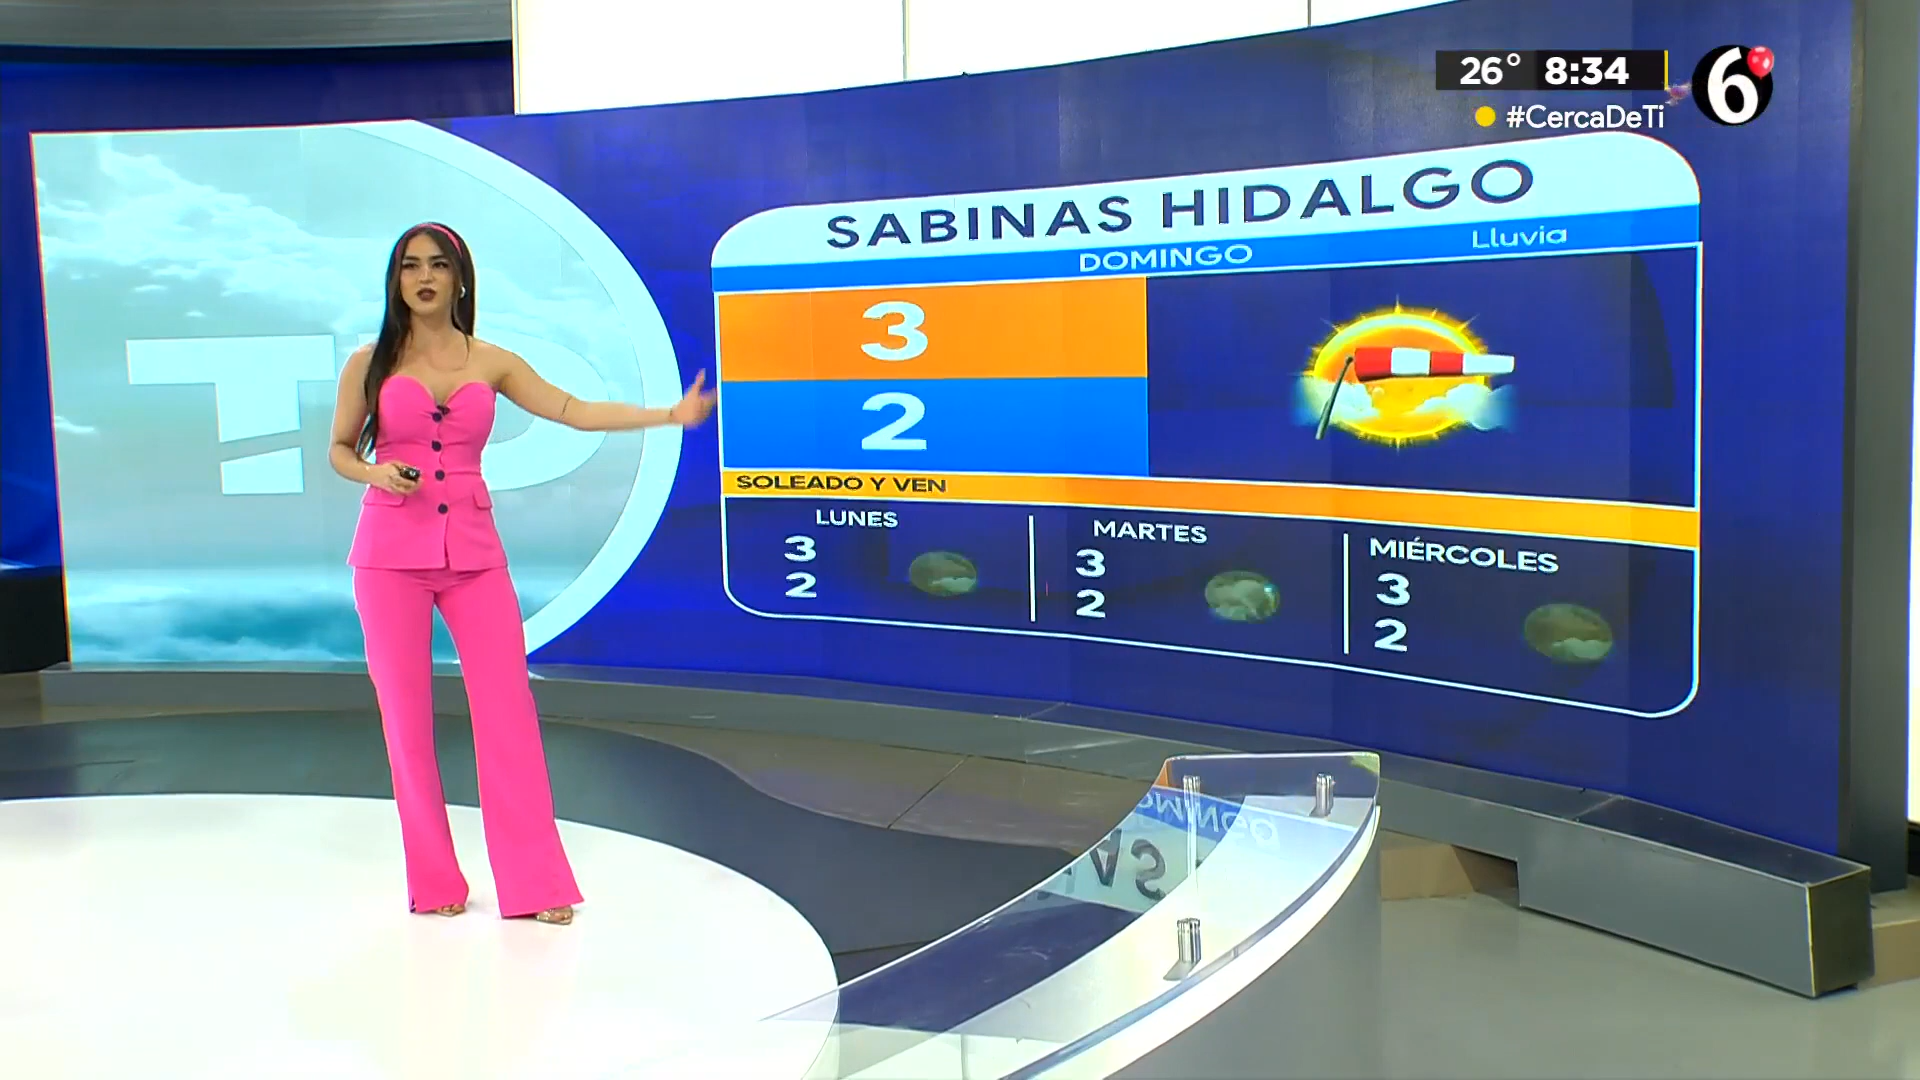 26° 8:34
6
#CercaDeTi
SABINAS HIDALGO
DOMINGO
Lluvia
3
2
SOLEADO Y VEN
LUNES
3
2
MARTES
3
2
MIÉRCOLES
3
2